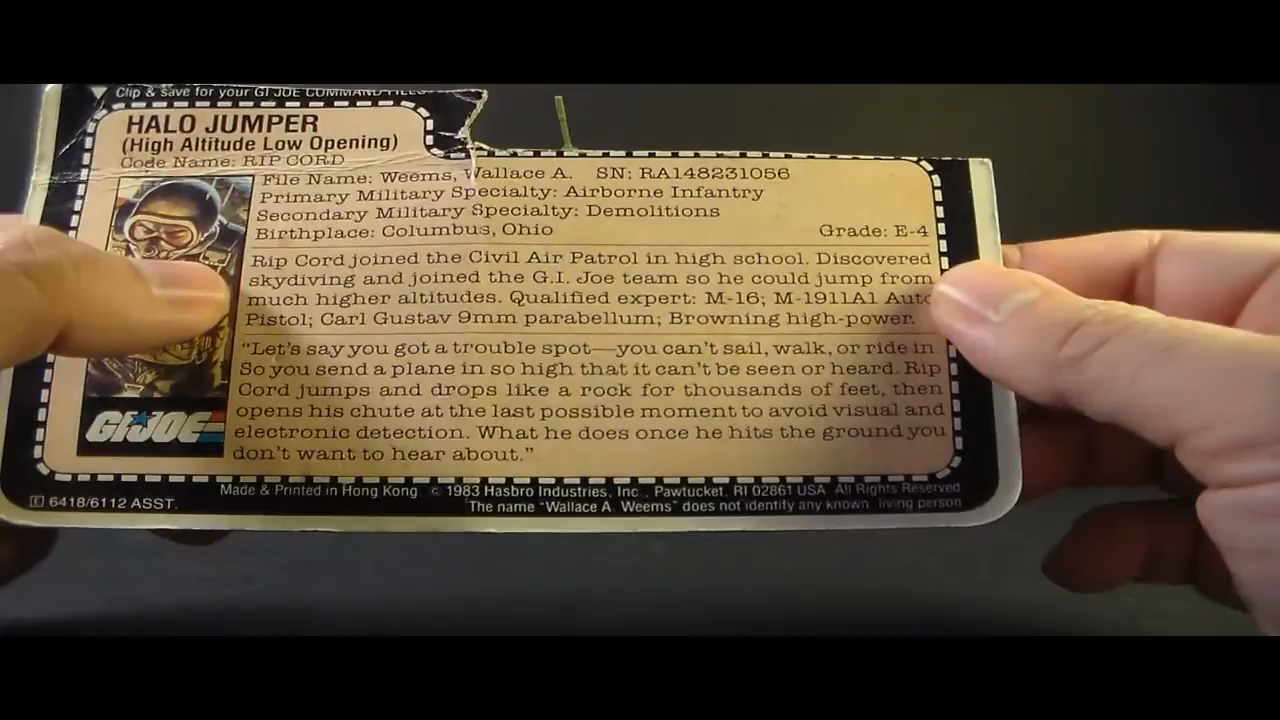 Clip & save for your GI JOE COMMAND FILES
HALO JUMPER
(High Altitude Low Opening)
Code Name: RIP CORD
File Name: Weems, Wallace A. SN: RA148231056
Primary Military Specialty: Airborne Infantry
Secondary Military Specialty: Demolitions
Birthplace: Columbus, Ohio Grade: E-4
Rip Cord joined the Civil Air Patrol in high school. Discovered
skydiving and joined the G.I. Joe team so he could jump from
much higher altitudes. Qualified expert: M-16; M-1911A1 Auto
Pistol; Carl Gustav 9mm parabellum; Browning high-power.
"Let's say you got a trouble spot—you can't sail, walk, or ride in.
So you send a plane in so high that it can't be seen or heard. Rip
Cord jumps and drops like a rock for thousands of feet, then
opens his chute at the last possible moment to avoid visual and
electronic detection. What he does once he hits the ground you
don't want to hear about."
GI JOE
E 6418/6112 ASST.
Made & Printed in Hong Kong © 1983 Hasbro Industries, Inc., Pawtucket, RI 02861 USA All Rights Reserved
The name "Wallace A. Weems" does not identify any known living person